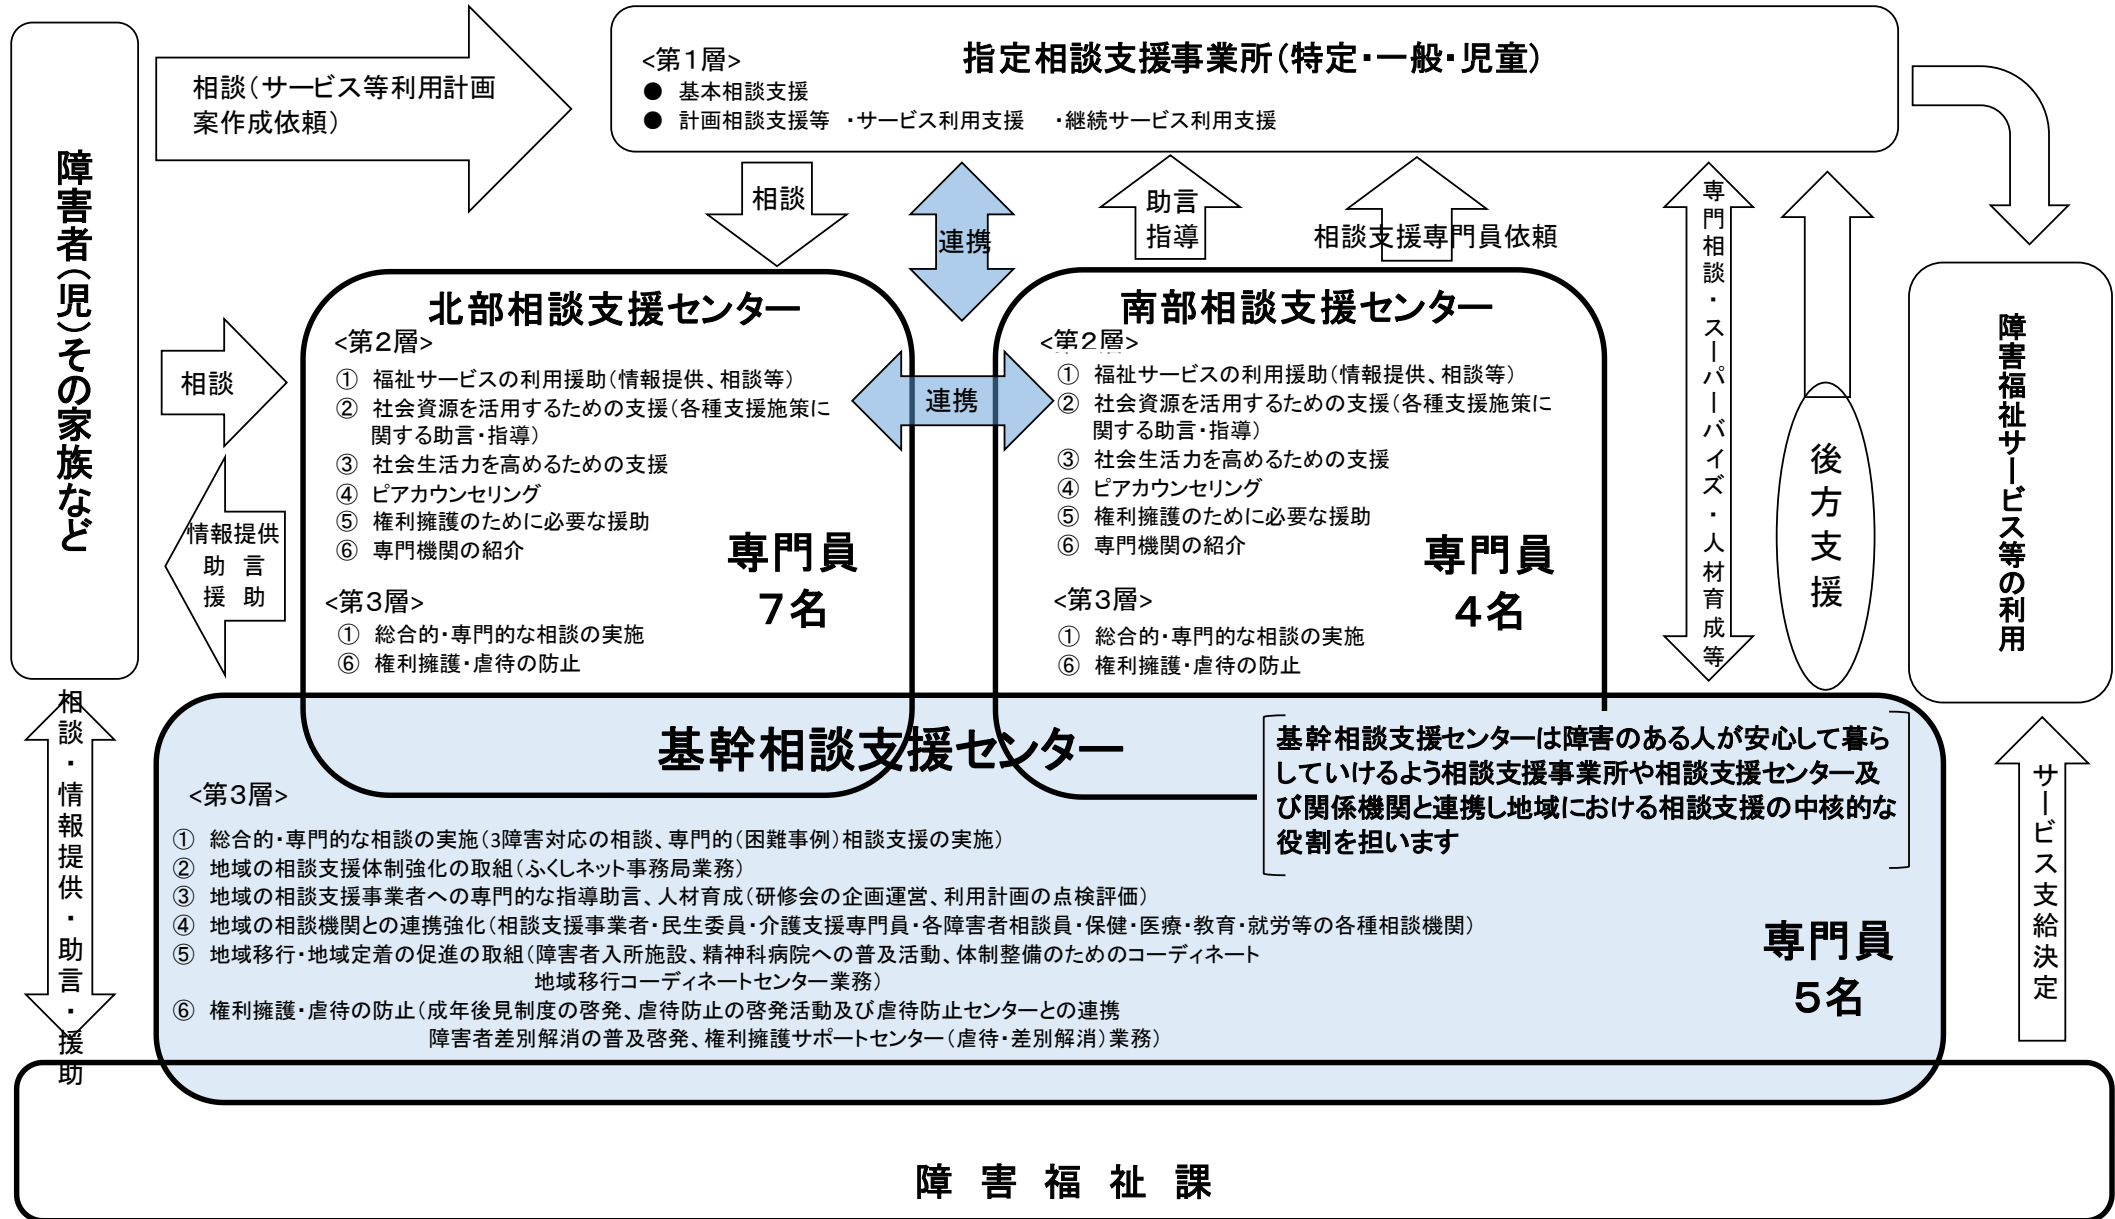 障害者（児）その家族など
相談（サービス等利用計画
案作成依頼）
<第１層>
指定相談支援事業所（特定・一般・児童）
● 基本相談支援
● 計画相談支援等 ・サービス利用支援 ・継続サービス利用支援
相談
連携
助言
指導
相談支援専門員依頼
専門相談・スーパーバイズ・人材育成等
後方支援
障害福祉サービス等の利用
相談
情報提供
助 言
援 助
北部相談支援センター
<第２層>
① 福祉サービスの利用援助（情報提供、相談等）
② 社会資源を活用するための支援（各種支援施策に
関する助言・指導）
③ 社会生活力を高めるための支援
④ ピアカウンセリング
⑤ 権利擁護のために必要な援助
⑥ 専門機関の紹介
専門員
７名
<第３層>
① 総合的・専門的な相談の実施
⑥ 権利擁護・虐待の防止
連携
南部相談支援センター
<第２層>
① 福祉サービスの利用援助（情報提供、相談等）
② 社会資源を活用するための支援（各種支援施策に
関する助言・指導）
③ 社会生活力を高めるための支援
④ ピアカウンセリング
⑤ 権利擁護のために必要な援助
⑥ 専門機関の紹介
専門員
４名
<第３層>
① 総合的・専門的な相談の実施
⑥ 権利擁護・虐待の防止
相談・情報提供・助言・援助
基幹相談支援センター
基幹相談支援センターは障害のある人が安心して暮ら
していけるよう相談支援事業所や相談支援センター及
び関係機関と連携し地域における相談支援の中核的な
役割を担います
<第３層>
① 総合的・専門的な相談の実施（3障害対応の相談、専門的（困難事例）相談支援の実施）
② 地域の相談支援体制強化の取組（ふくしネット事務局業務）
③ 地域の相談支援事業者への専門的な指導助言、人材育成（研修会の企画運営、利用計画の点検評価）
④ 地域の相談機関との連携強化（相談支援事業者・民生委員・介護支援専門員・各障害者相談員・保健・医療・教育・就労等の各種相談機関）
⑤ 地域移行・地域定着の促進の取組（障害者入所施設、精神科病院への普及活動、体制整備のためのコーディネート
地域移行コーディネートセンター業務）
⑥ 権利擁護・虐待の防止（成年後見制度の啓発、虐待防止の啓発活動及び虐待防止センターとの連携
障害者差別解消の普及啓発、権利擁護サポートセンター（虐待・差別解消）業務）
専門員
５名
サービス支給決定
障 害 福 祉 課